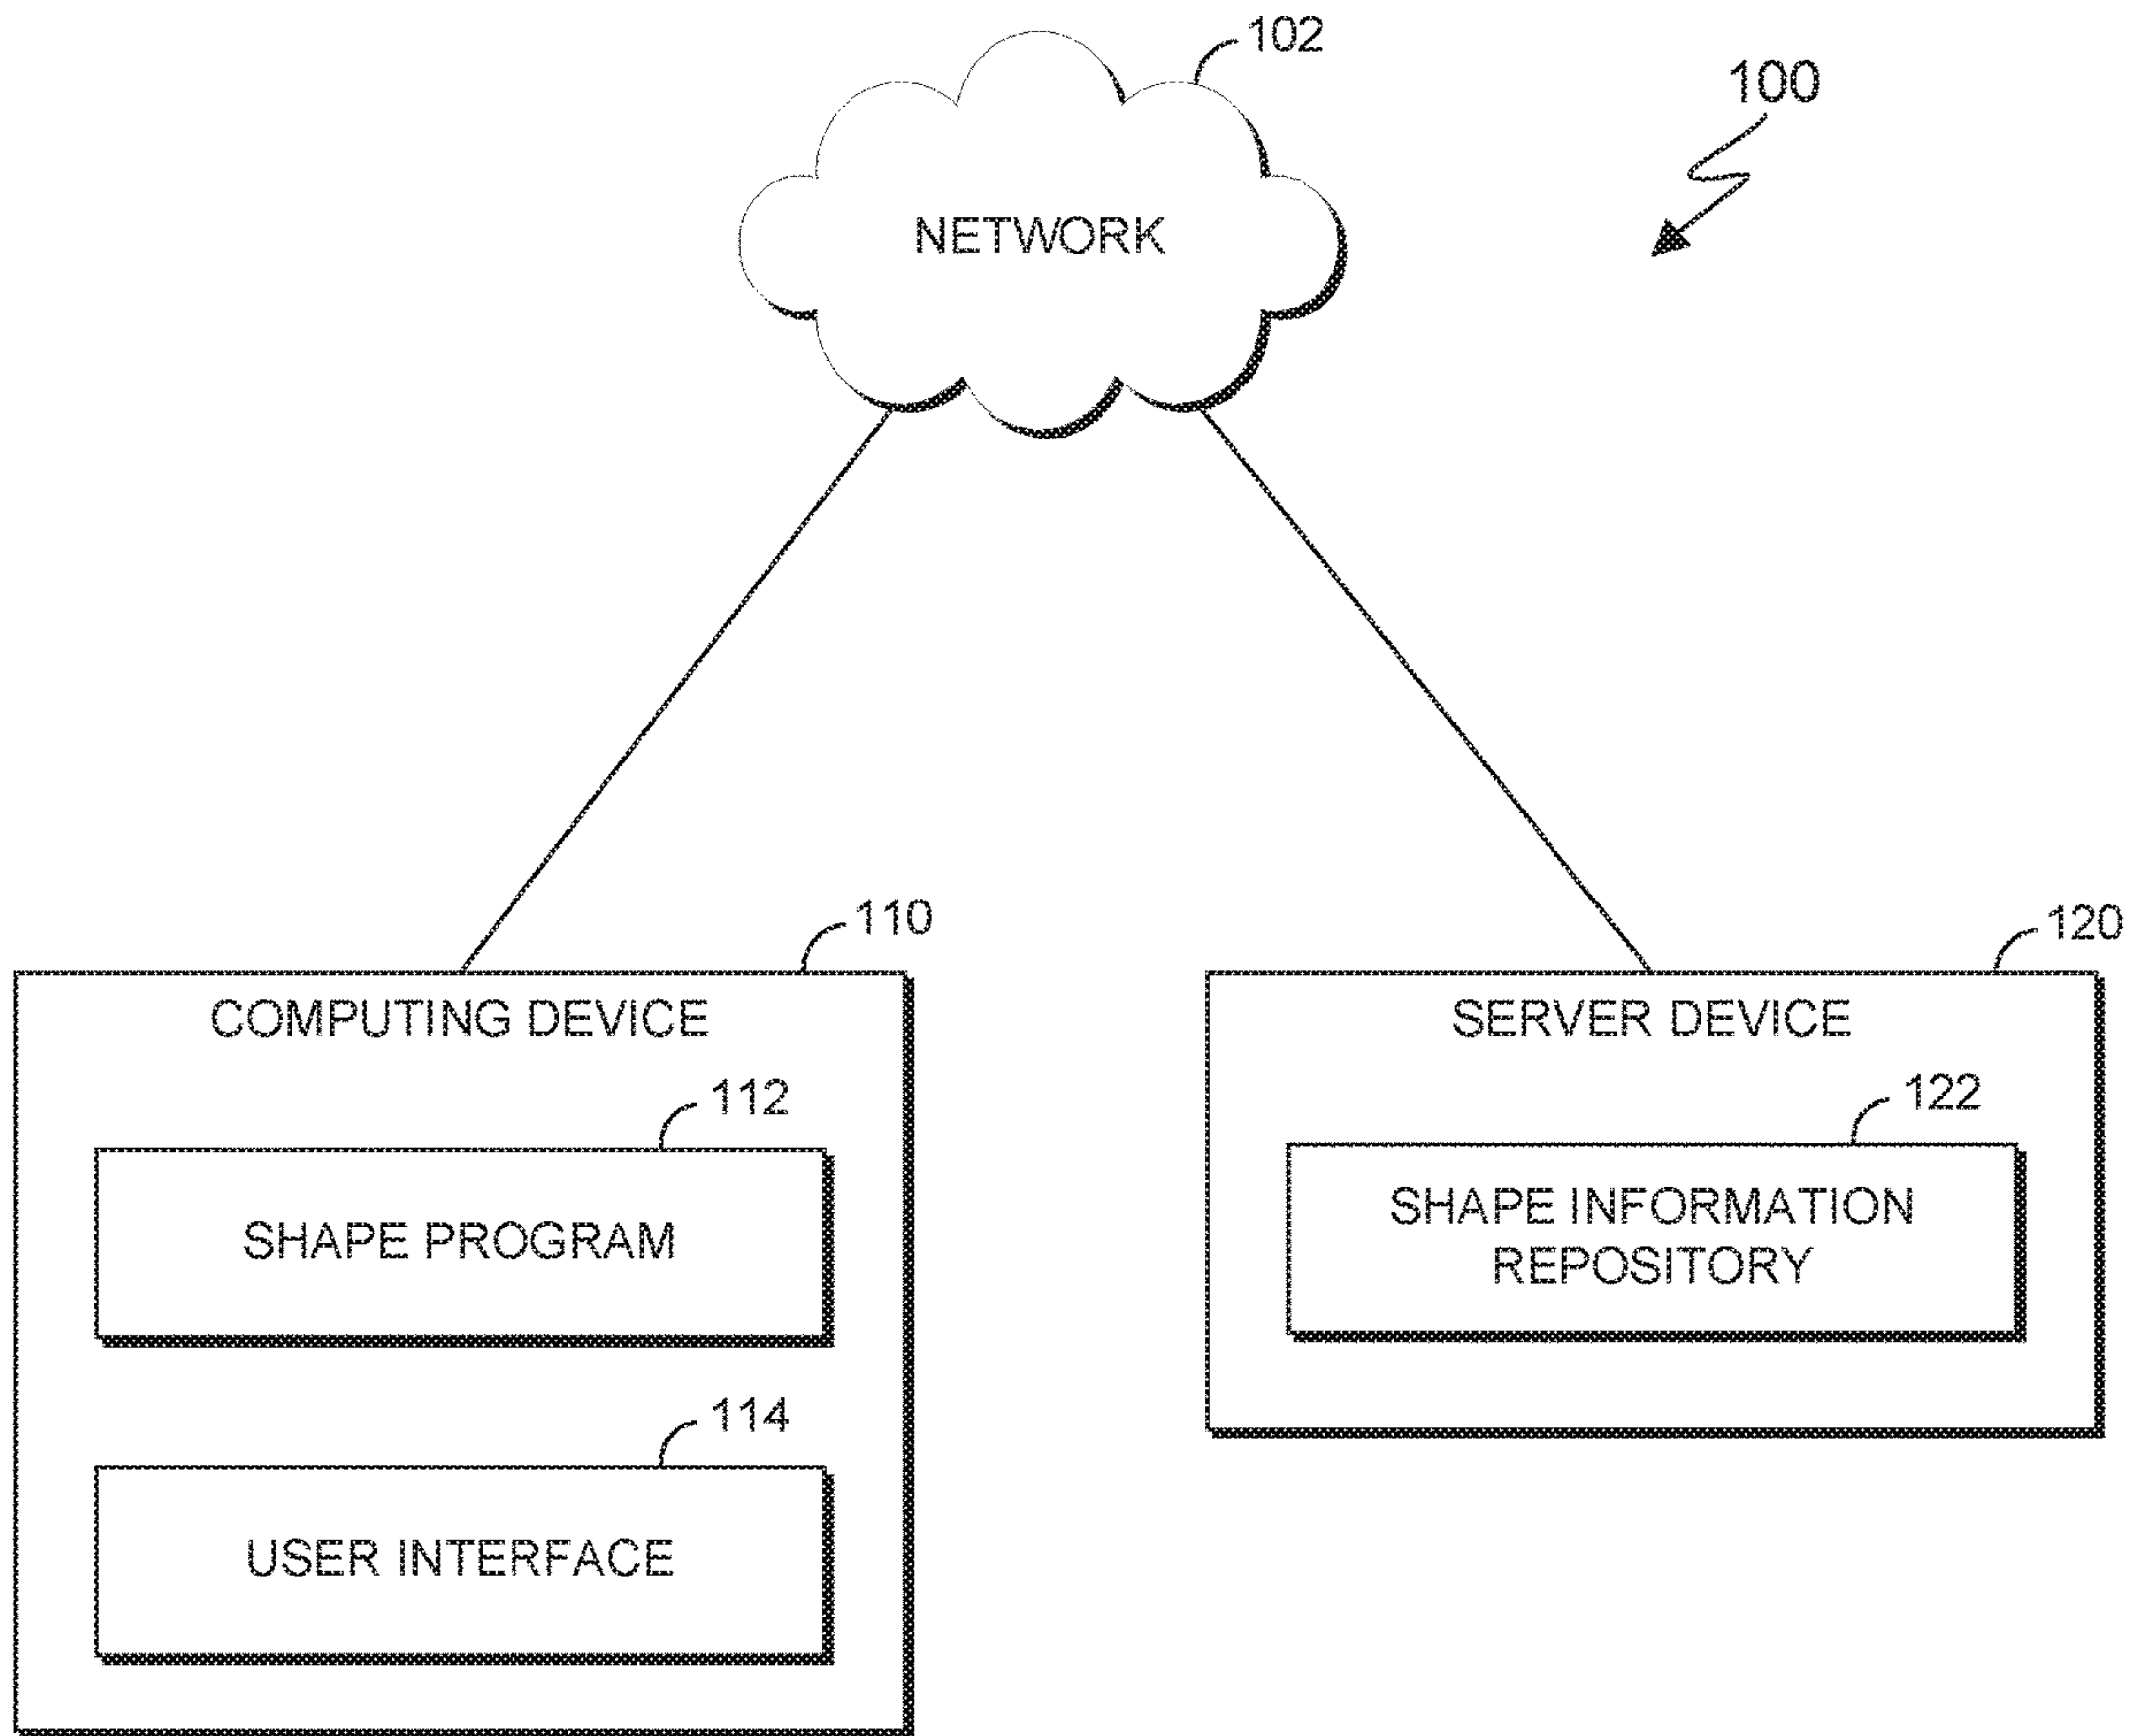 102
100
NETWORK
110
120
COMPUTING DEVICE
SERVER DEVICE
112
122
SHAPE PROGRAM
SHAPE INFORMATION
REPOSITORY
114
USER INTERFACE